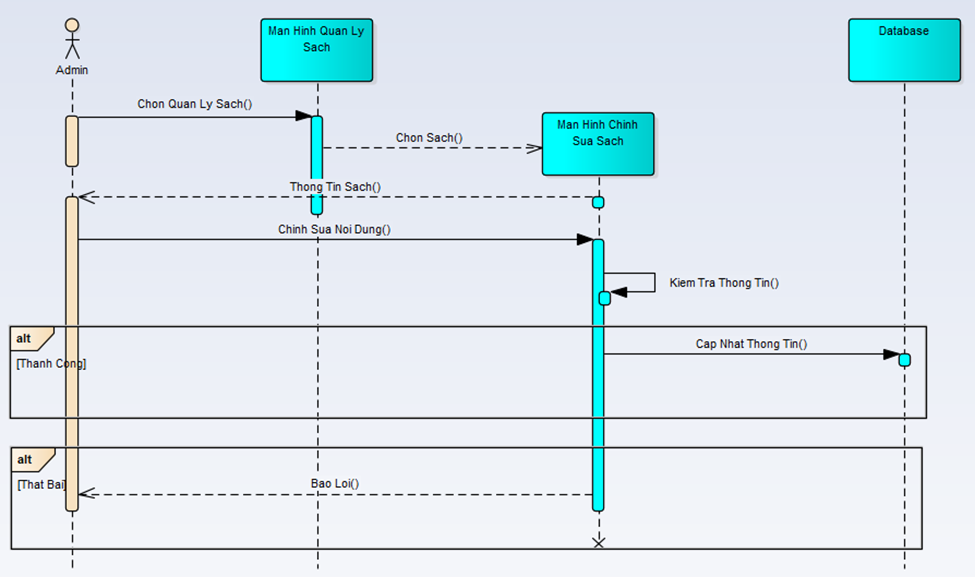 Man Hinh Quan Ly
Sach
Database
Admin
Chon Quan Ly Sach()
Man Hinh Chinh
Sua Sach
Chon Sach()
Thong Tin Sach()
Chinh Sua Noi Dung()
Kiem Tra Thong Tin()
alt
[Thanh Cong]
Cap Nhat Thong Tin()
alt
[That Bai]
Bao Loi()